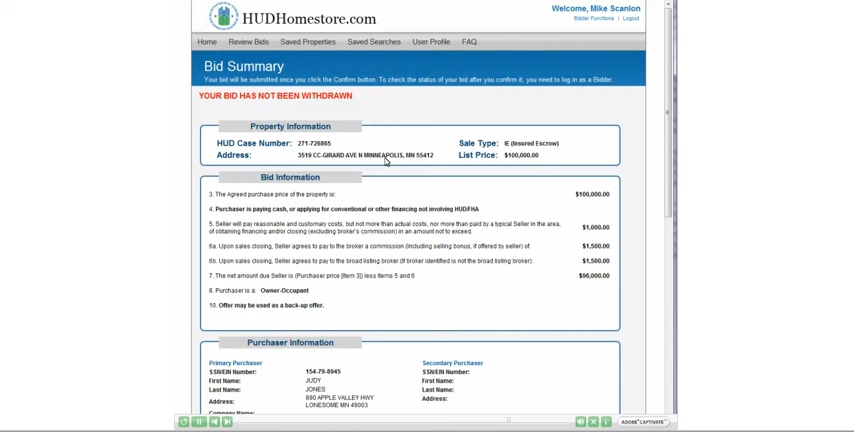 HUDHomestore.com
Welcome, Mike Scanlon
Bidder Functions | Logout
Home Review Bids Saved Properties Saved Searches User Profile FAQ
Bid Summary
Your bid will be submitted once you click the Confirm button. To check the status of your bid after you confirm it, you need to log in as a Bidder.
YOUR BID HAS NOT BEEN WITHDRAWN
Property Information
HUD Case Number: 271-726865 Sale Type: IE (Insured Escrow)
Address: 3519 CC-GIRARD AVE N MINNEAPOLIS, MN 55412 List Price: $100,000.00
Bid Information
3. The Agreed purchase price of the property is: $100,000.00
4. Purchaser is paying cash, or applying for conventional or other financing not involving HUD/FHA
5. Seller will pay reasonable and customary costs, but not more than actual costs, nor more than paid by a typical Seller in the area,
of obtaining financing and/or closing (excluding broker's commission) in an amount not to exceed. $1,000.00
6a. Upon sales closing, Seller agrees to pay to the broker a commission (including selling bonus, if offered by seller) of: $1,500.00
6b. Upon sales closing, Seller agrees to pay to the broad listing broker (If broker identified is not the broad listing broker): $1,500.00
7. The net amount due Seller is (Purchaser price [Item 3]) less Items 5 and 6 $96,000.00
8. Purchaser is a: Owner-Occupant
10. Offer may be used as a back-up offer.
Purchaser Information
Primary Purchaser Secondary Purchaser
SSN/EIN Number: 154-79-8945 SSN/EIN Number:
First Name: JUDY First Name:
Last Name: JONES Last Name:
Address: 890 APPLE VALLEY HWY Address:
LONESOME MN 49003
Company Name:
ADOBE CAPTIVATE